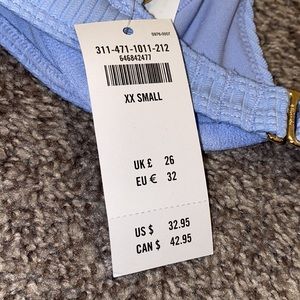 311-471-1011-212
646842477
XX SMALL
UK £ 26
EU € 32
US $ 32.95
CAN $ 42.95